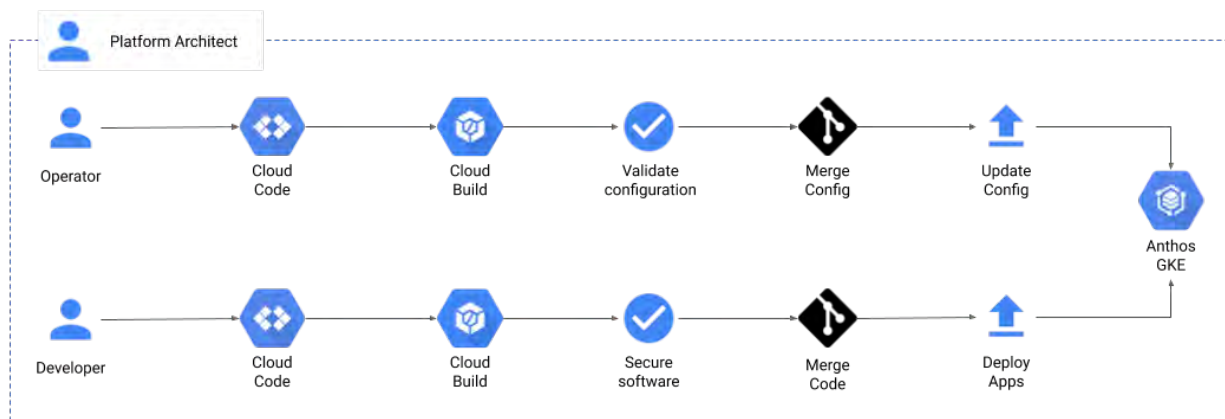 Platform Architect
Operator
Cloud
Code
Cloud
Build
Validate
configuration
Merge
Config
Update
Config
Anthos
GKE
Developer
Cloud
Code
Cloud
Build
Secure
software
Merge
Code
Deploy
Apps